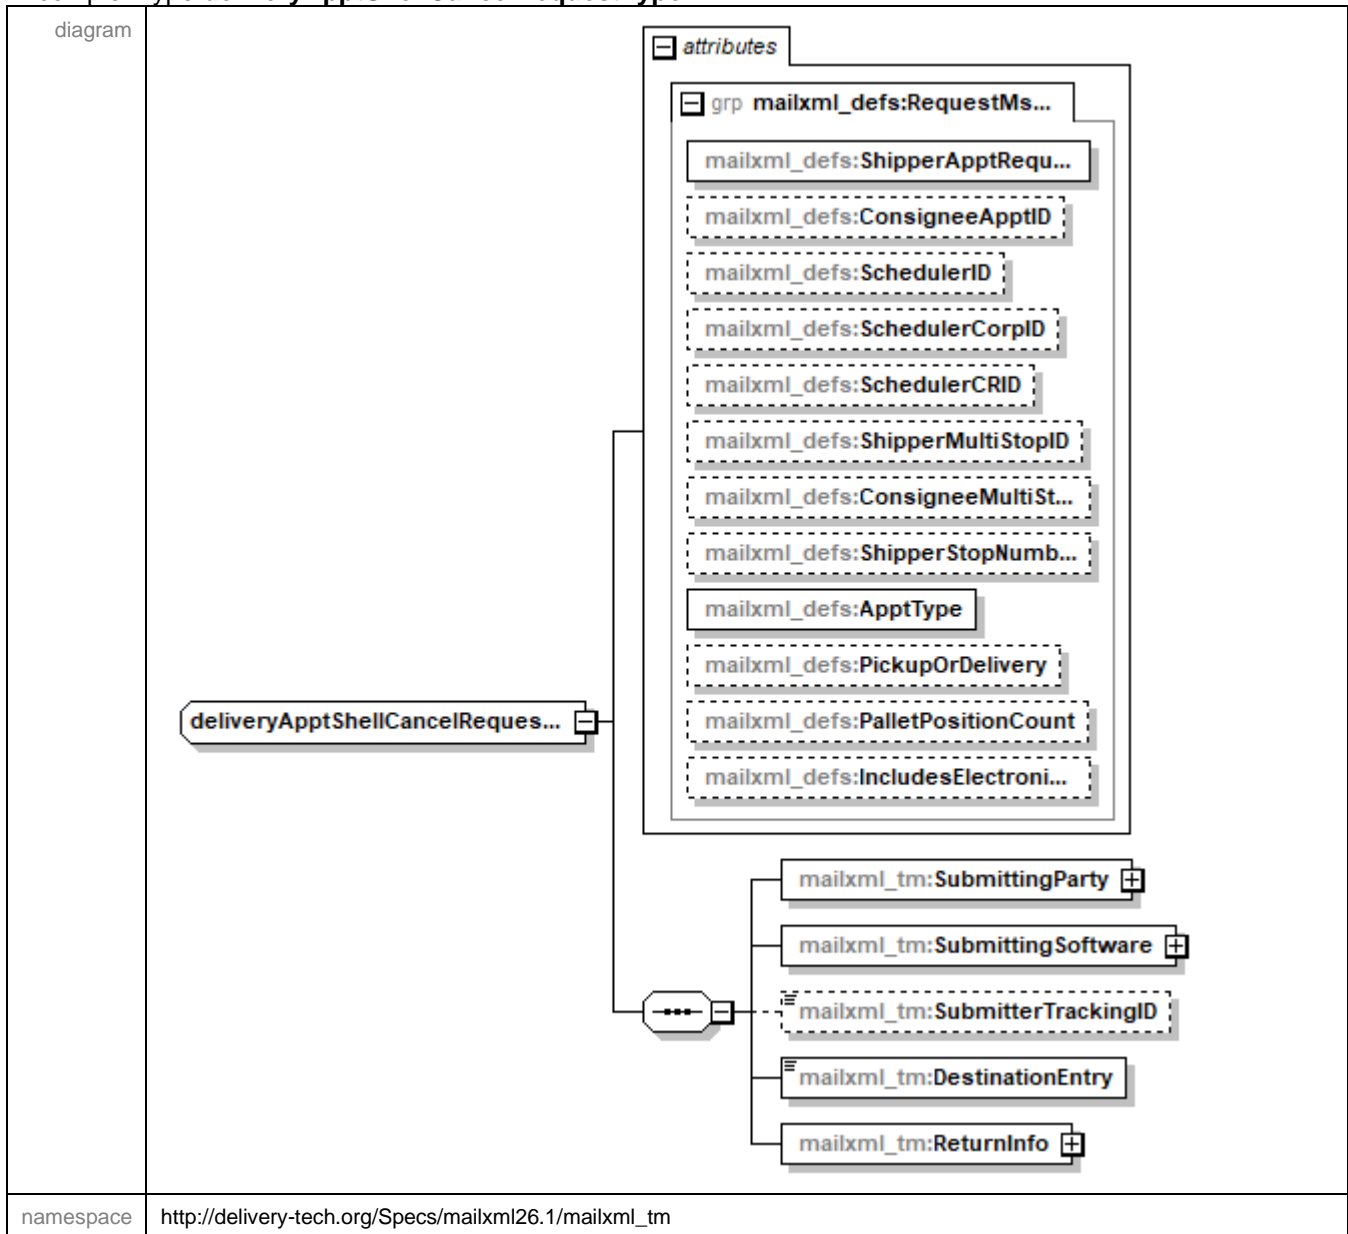 diagram
attributes
grp mailxml_defs:RequestMs...
mailxml_defs:ShipperApptRequ...
mailxml_defs:ConsigneeApptID
mailxml_defs:SchedulerID
mailxml_defs:SchedulerCorpID
mailxml_defs:SchedulerCRID
mailxml_defs:ShipperMultiStopID
mailxml_defs:ConsigneeMultiSt...
mailxml_defs:ShipperStopNumb...
mailxml_defs:ApptType
mailxml_defs:PickupOrDelivery
mailxml_defs:PalletPositionCount
mailxml_defs:IncludesElectroni...
deliveryApptShellCancelReques...
mailxml_tm:SubmittingParty
mailxml_tm:SubmittingSoftware
mailxml_tm:SubmitterTrackingID
mailxml_tm:DestinationEntry
mailxml_tm:ReturnInfo
namespace http://delivery-tech.org/Specs/mailxml26.1/mailxml_tm